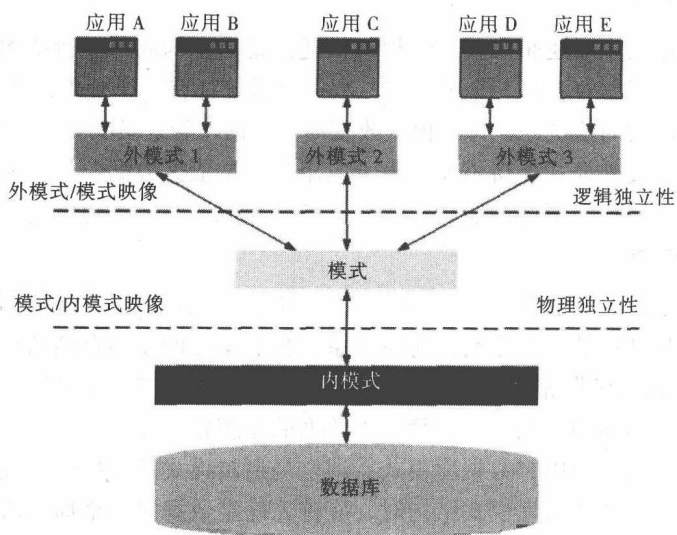 应用 A 应用 B 应用 C 应用 D 应用 E
外模式 1 外模式 2 外模式 3
外模式/模式映像 逻辑独立性
模式
模式/内模式映像 物理独立性
内模式
数据库